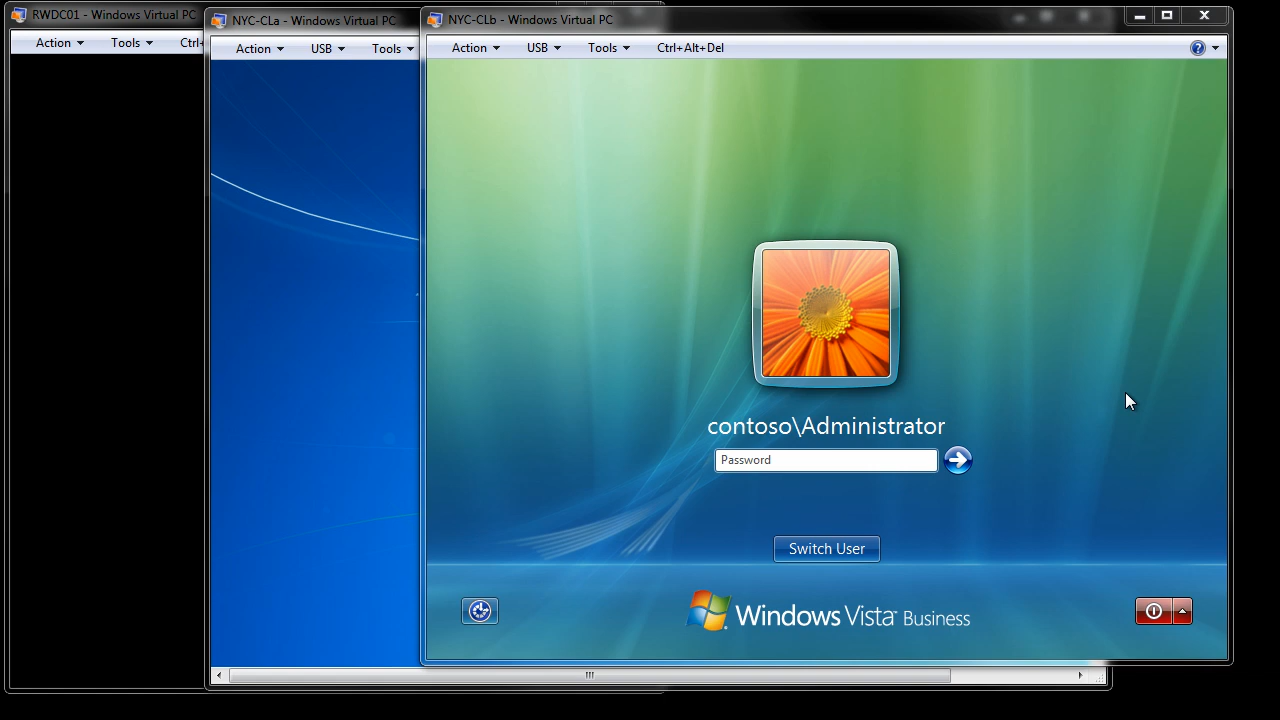 RWDC01 - Windows Virtual PC
Action Tools Ctrl+
NYC-CLa - Windows Virtual PC
Action USB Tools
NYC-CLb - Windows Virtual PC
Action USB Tools Ctrl+Alt+Del
contoso\Administrator
Password
Switch User
Windows Vista Business